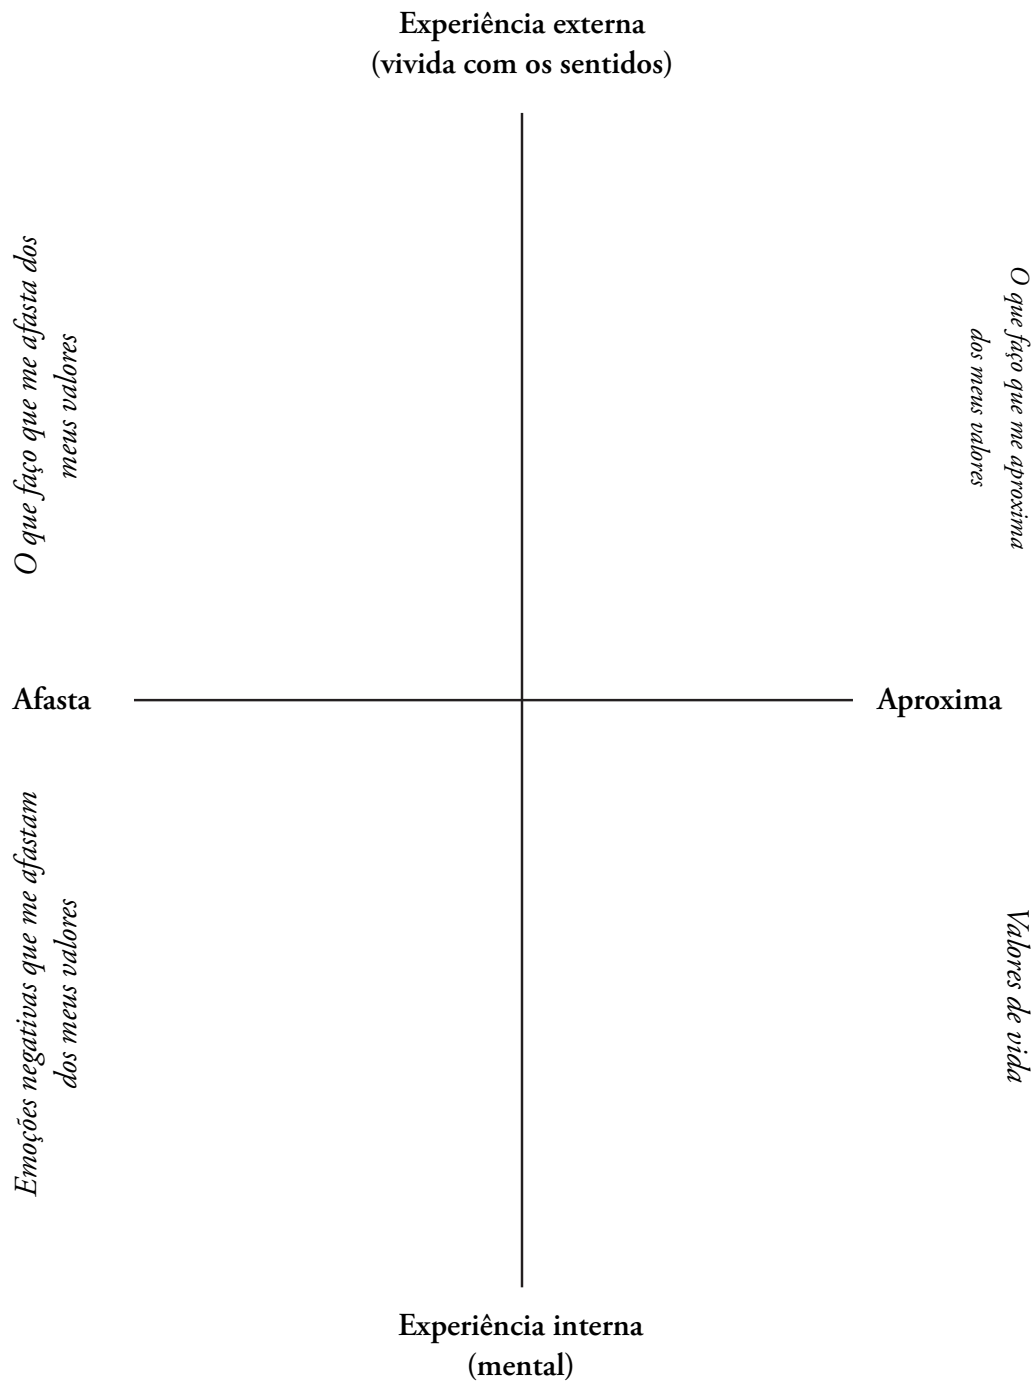 Experiência externa
(vivida com os sentidos)
O que faço que me afasta dos
meus valores
O que faço que me aproxima
dos meus valores
Afasta
Aproxima
Emoções negativas que me afastam
dos meus valores
Valores de vida
Experiência interna
(mental)